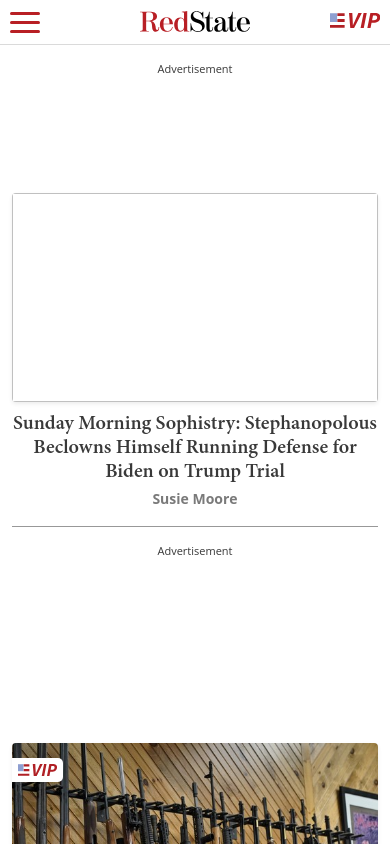 RedState
VIP
Advertisement
Sunday Morning Sophistry: Stephanopolous
Beclowns Himself Running Defense for
Biden on Trump Trial
Susie Moore
Advertisement
VIP